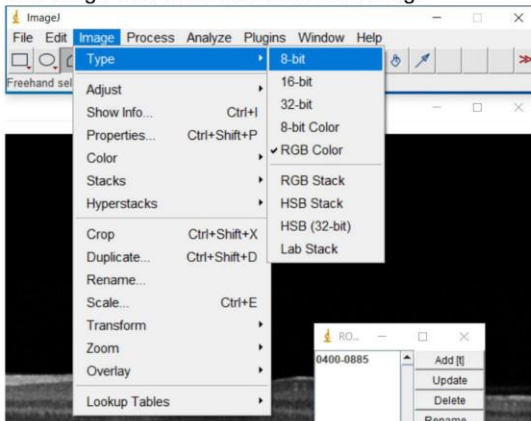 ImageJ
File Edit Image Process Analyze Plugins Window Help
Freehand sel
Type
Adjust
Show Info... Ctrl+I
Properties... Ctrl+Shift+P
Color
Stacks
Hyperstacks
Crop Ctrl+Shift+X
Duplicate... Ctrl+Shift+D
Rename...
Scale... Ctrl+E
Transform
Zoom
Overlay
Lookup Tables
8-bit
16-bit
32-bit
8-bit Color
RGB Color
RGB Stack
HSB Stack
HSB (32-bit)
Lab Stack
RO...
0400-0885
Add [t]
Update
Delete
Rename